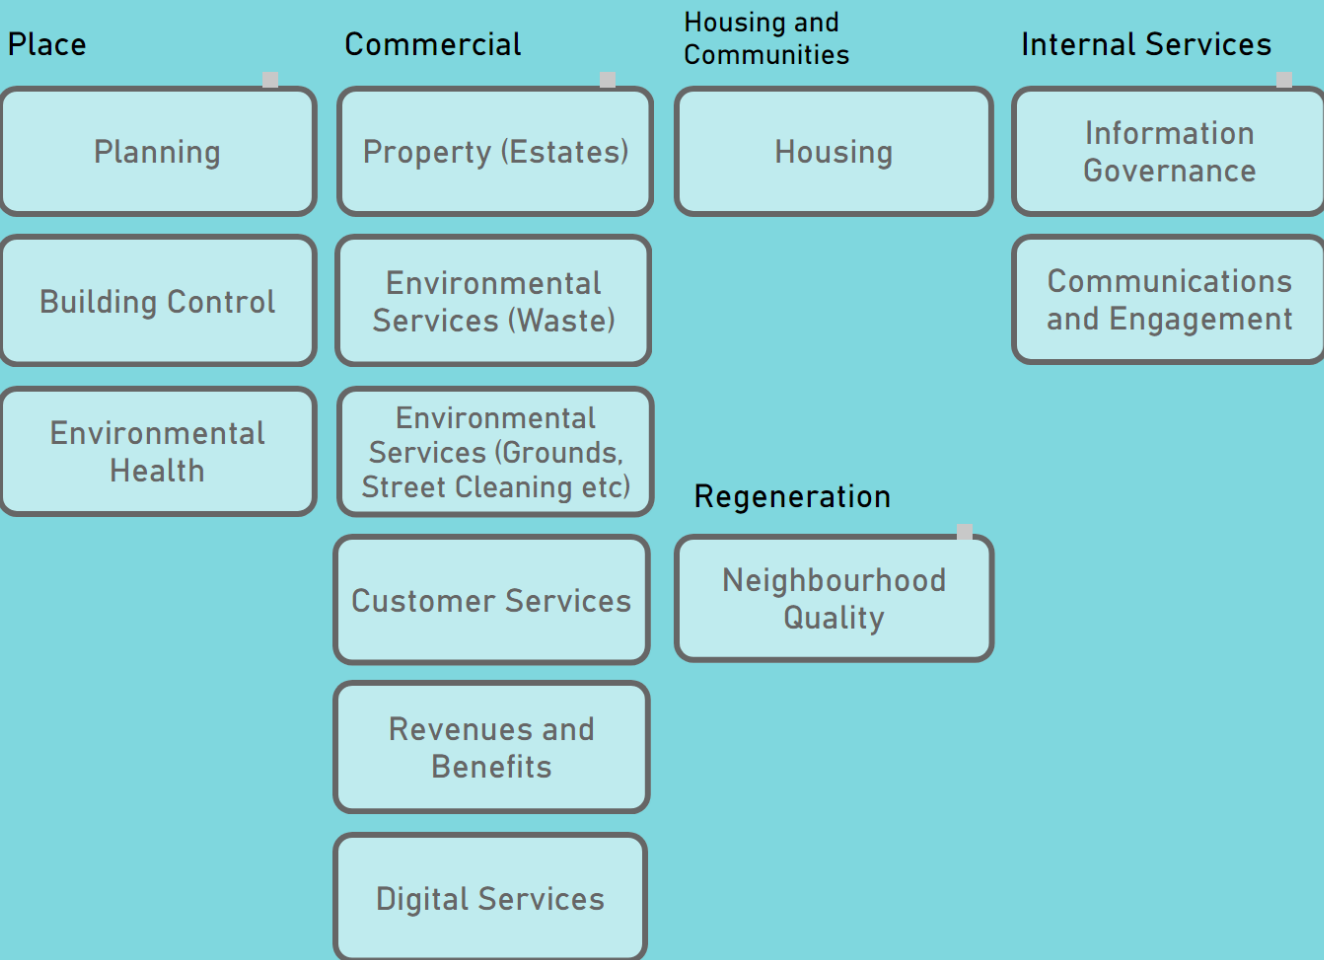 Place
Planning
Building Control
Environmental
Health
Commercial
Property (Estates)
Environmental
Services (Waste)
Environmental
Services (Grounds,
Street Cleaning etc)
Customer Services
Revenues and
Benefits
Digital Services
Housing and
Communities
Housing
Regeneration
Neighbourhood
Quality
Internal Services
Information
Governance
Communications
and Engagement